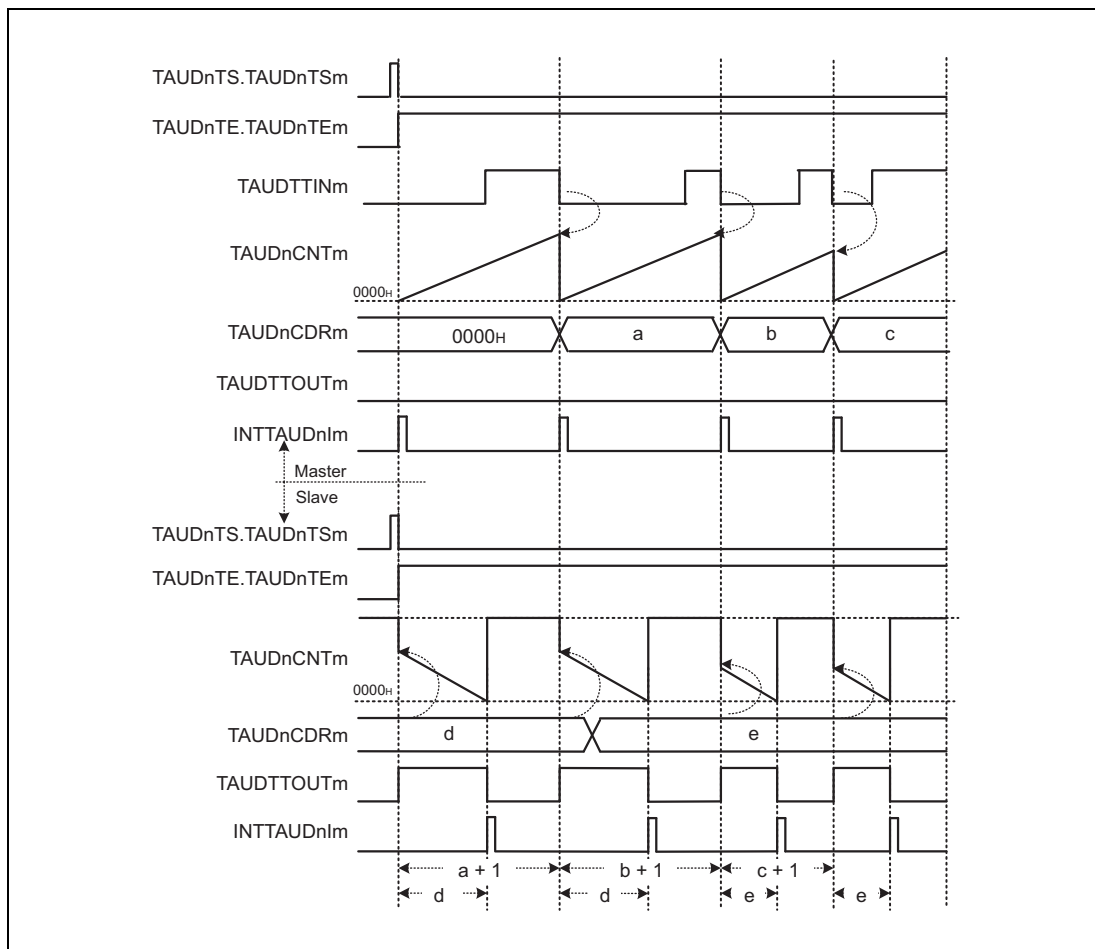 TAUDnTS.TAUDnTSm
TAUDnTE.TAUDnTEm
TAUDTTINm
TAUDnCNTm
0000H
TAUDnCDRm
0000H
a
b
c
TAUDTTOUTm
INTTAUDnIm
Master
Slave
TAUDnTS.TAUDnTSm
TAUDnTE.TAUDnTEm
TAUDnCNTm
0000H
TAUDnCDRm
d
e
TAUDTTOUTm
INTTAUDnIm
a + 1
b + 1
c + 1
d
d
e
e